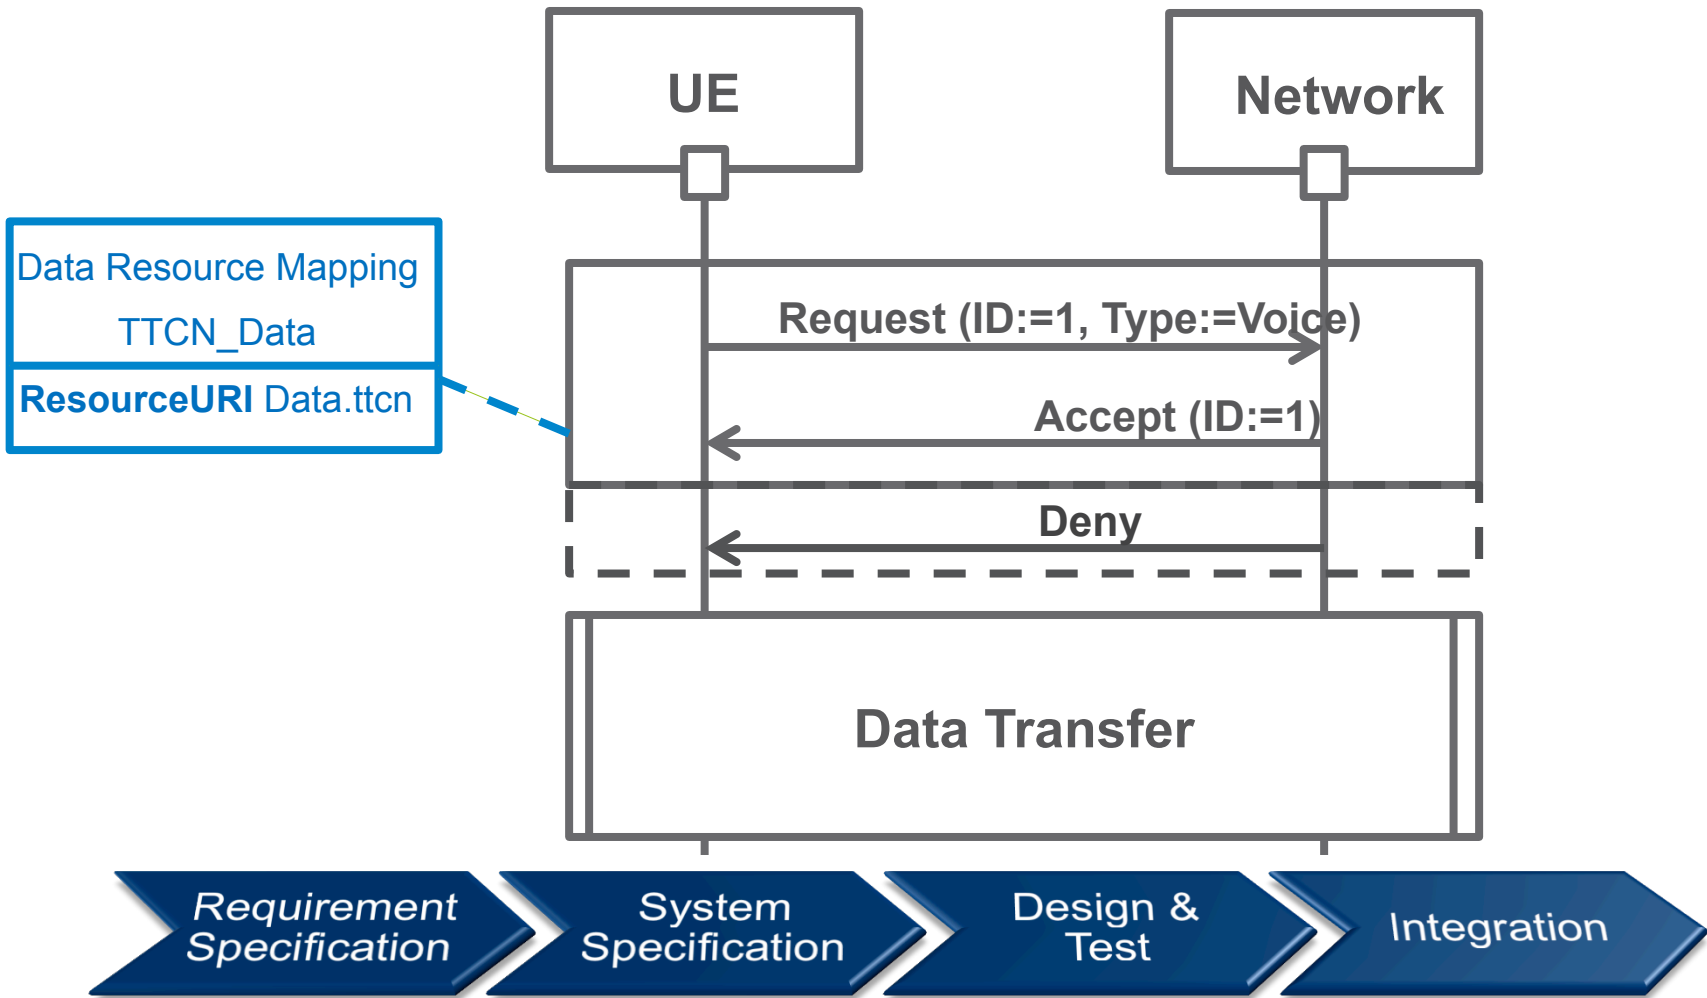 UE
Network
Data Resource Mapping
TTCN_Data
ResourceURI Data.ttcn
Request (ID:=1, Type:=Voice)
Accept (ID:=1)
Deny
Data Transfer
Requirement
Specification
System
Specification
Design &
Test
Integration